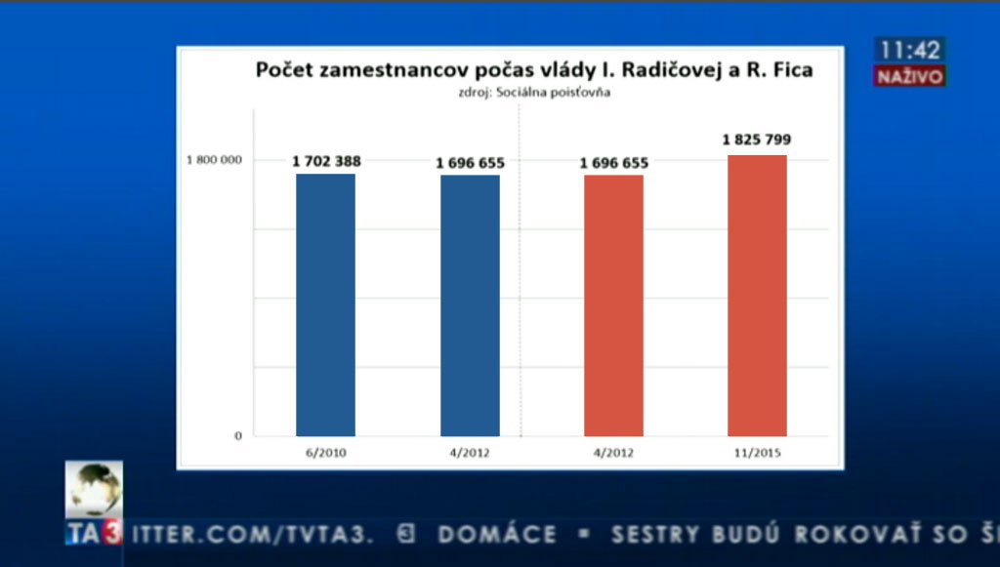 11:42
NAŽIVO
Počet zamestnancov počas vlády I. Radičovej a R. Fica
zdroj: Sociálna poisťovňa
1 825 799
1 800 000 1 702 388 1 696 655 1 696 655
0
6/2010 4/2012 4/2012 11/2015
TA3 ITTER.COM/TVTA3. DOMÁCE ▪ SESTRY BUDÚ ROKOVAŤ SO